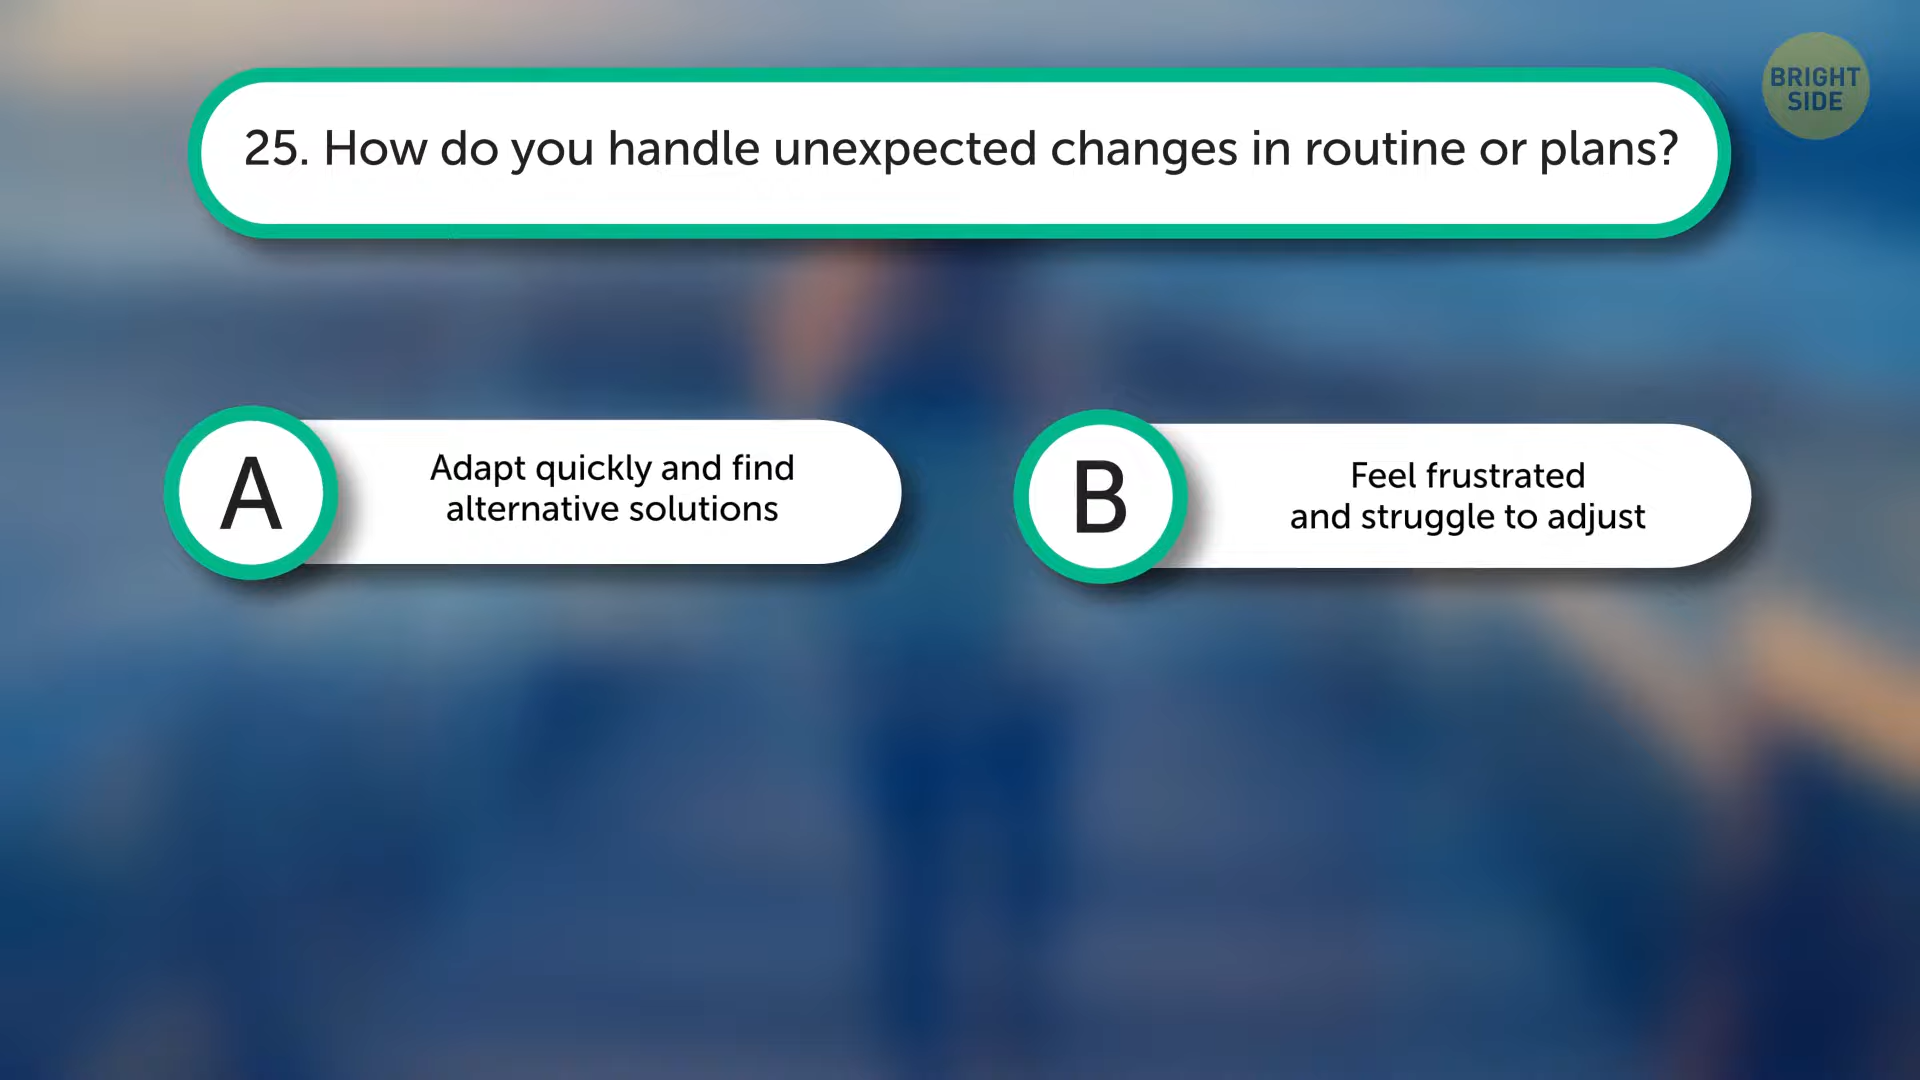 BRIGHT
SIDE
25. How do you handle unexpected changes in routine or plans?
A
Adapt quickly and find
alternative solutions
B
Feel frustrated
and struggle to adjust